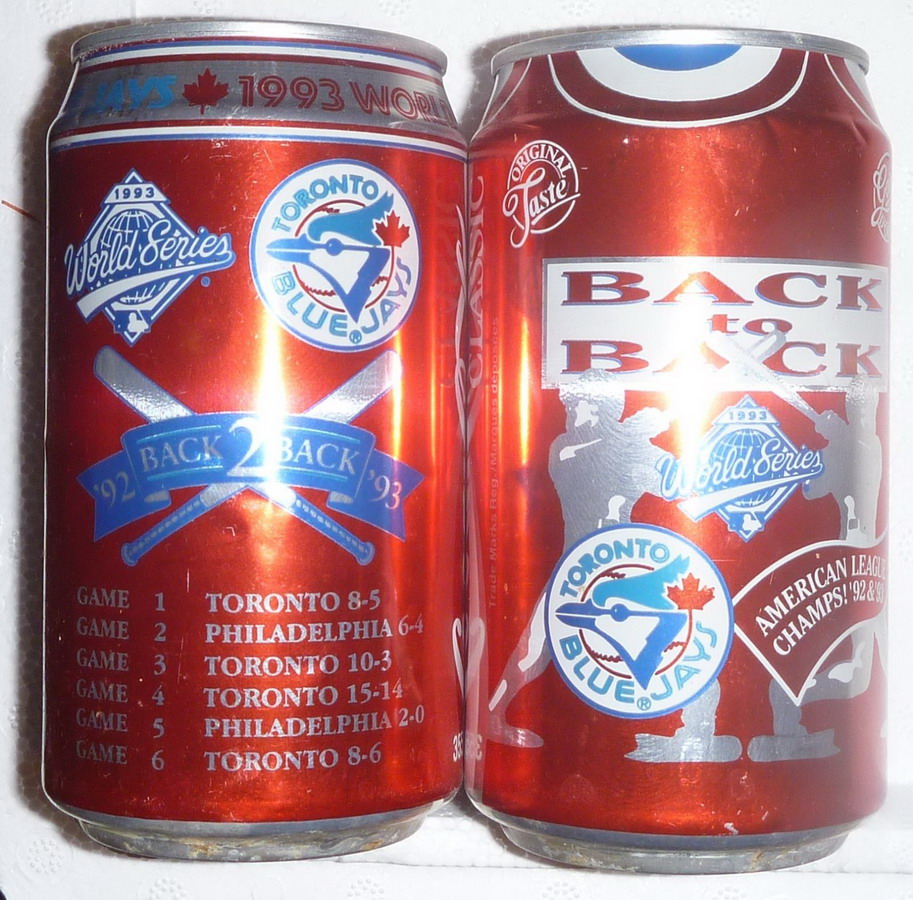 JAYS 1993 WORL
1993
World Series
TORONTO
BLUE JAYS
'92 BACK 2 BACK '93
GAME 1 TORONTO 8-5
GAME 2 PHILADELPHIA 6-4
GAME 3 TORONTO 10-3
GAME 4 TORONTO 15-14
GAME 5 PHILADELPHIA 2-0
GAME 6 TORONTO 8-6
CLASSIC
ORIGINAL
Taste
Trade Marks Reg./Marques déposées
BACK
to
BACK
1993
World Series
TORONTO
BLUE JAYS
AMERICAN LEAGU
CHAMPS! '92 & '93